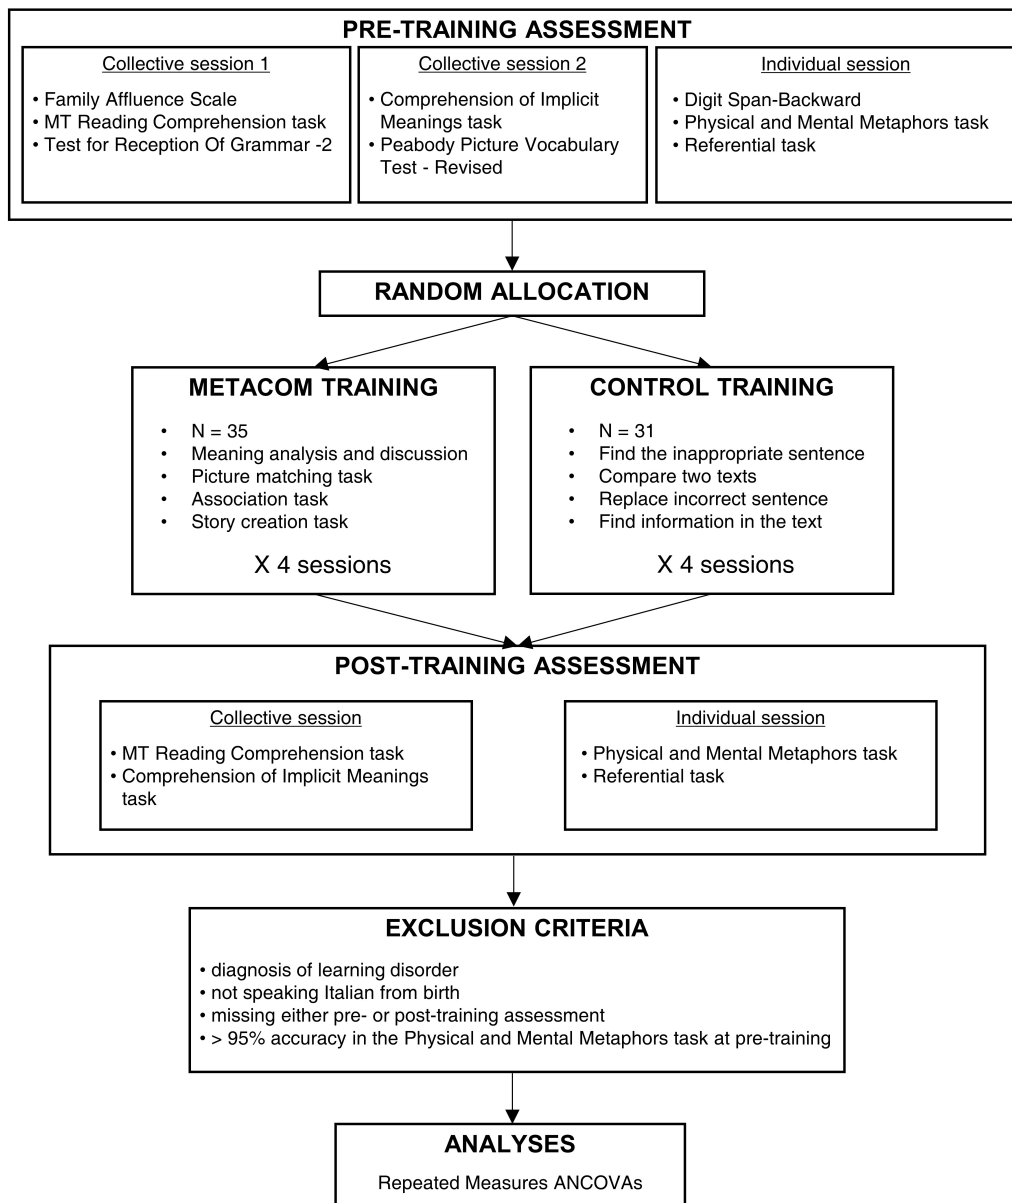 PRE-TRAINING ASSESSMENT
Collective session 1
• Family Affluence Scale
• MT Reading Comprehension task
• Test for Reception Of Grammar -2
Collective session 2
• Comprehension of Implicit
Meanings task
• Peabody Picture Vocabulary
Test - Revised
Individual session
• Digit Span-Backward
• Physical and Mental Metaphors task
• Referential task
RANDOM ALLOCATION
METACOM TRAINING
• N = 35
• Meaning analysis and discussion
• Picture matching task
• Association task
• Story creation task
X 4 sessions
CONTROL TRAINING
• N = 31
• Find the inappropriate sentence
• Compare two texts
• Replace incorrect sentence
• Find information in the text
X 4 sessions
POST-TRAINING ASSESSMENT
Collective session
• MT Reading Comprehension task
• Comprehension of Implicit Meanings
task
Individual session
• Physical and Mental Metaphors task
• Referential task
EXCLUSION CRITERIA
• diagnosis of learning disorder
• not speaking Italian from birth
• missing either pre- or post-training assessment
• > 95% accuracy in the Physical and Mental Metaphors task at pre-training
ANALYSES
Repeated Measures ANCOVAs